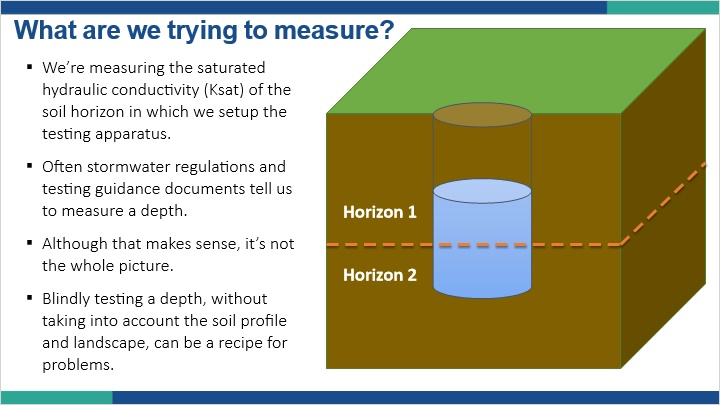 What are we trying to measure?
▪ We’re measuring the saturated
hydraulic conductivity (Ksat) of the
soil horizon in which we setup the
testing apparatus.
▪ Often stormwater regulations and
testing guidance documents tell us
to measure a depth.
▪ Although that makes sense, it’s not
the whole picture.
▪ Blindly testing a depth, without
taking into account the soil profile
and landscape, can be a recipe for
problems.
Horizon 1
Horizon 2